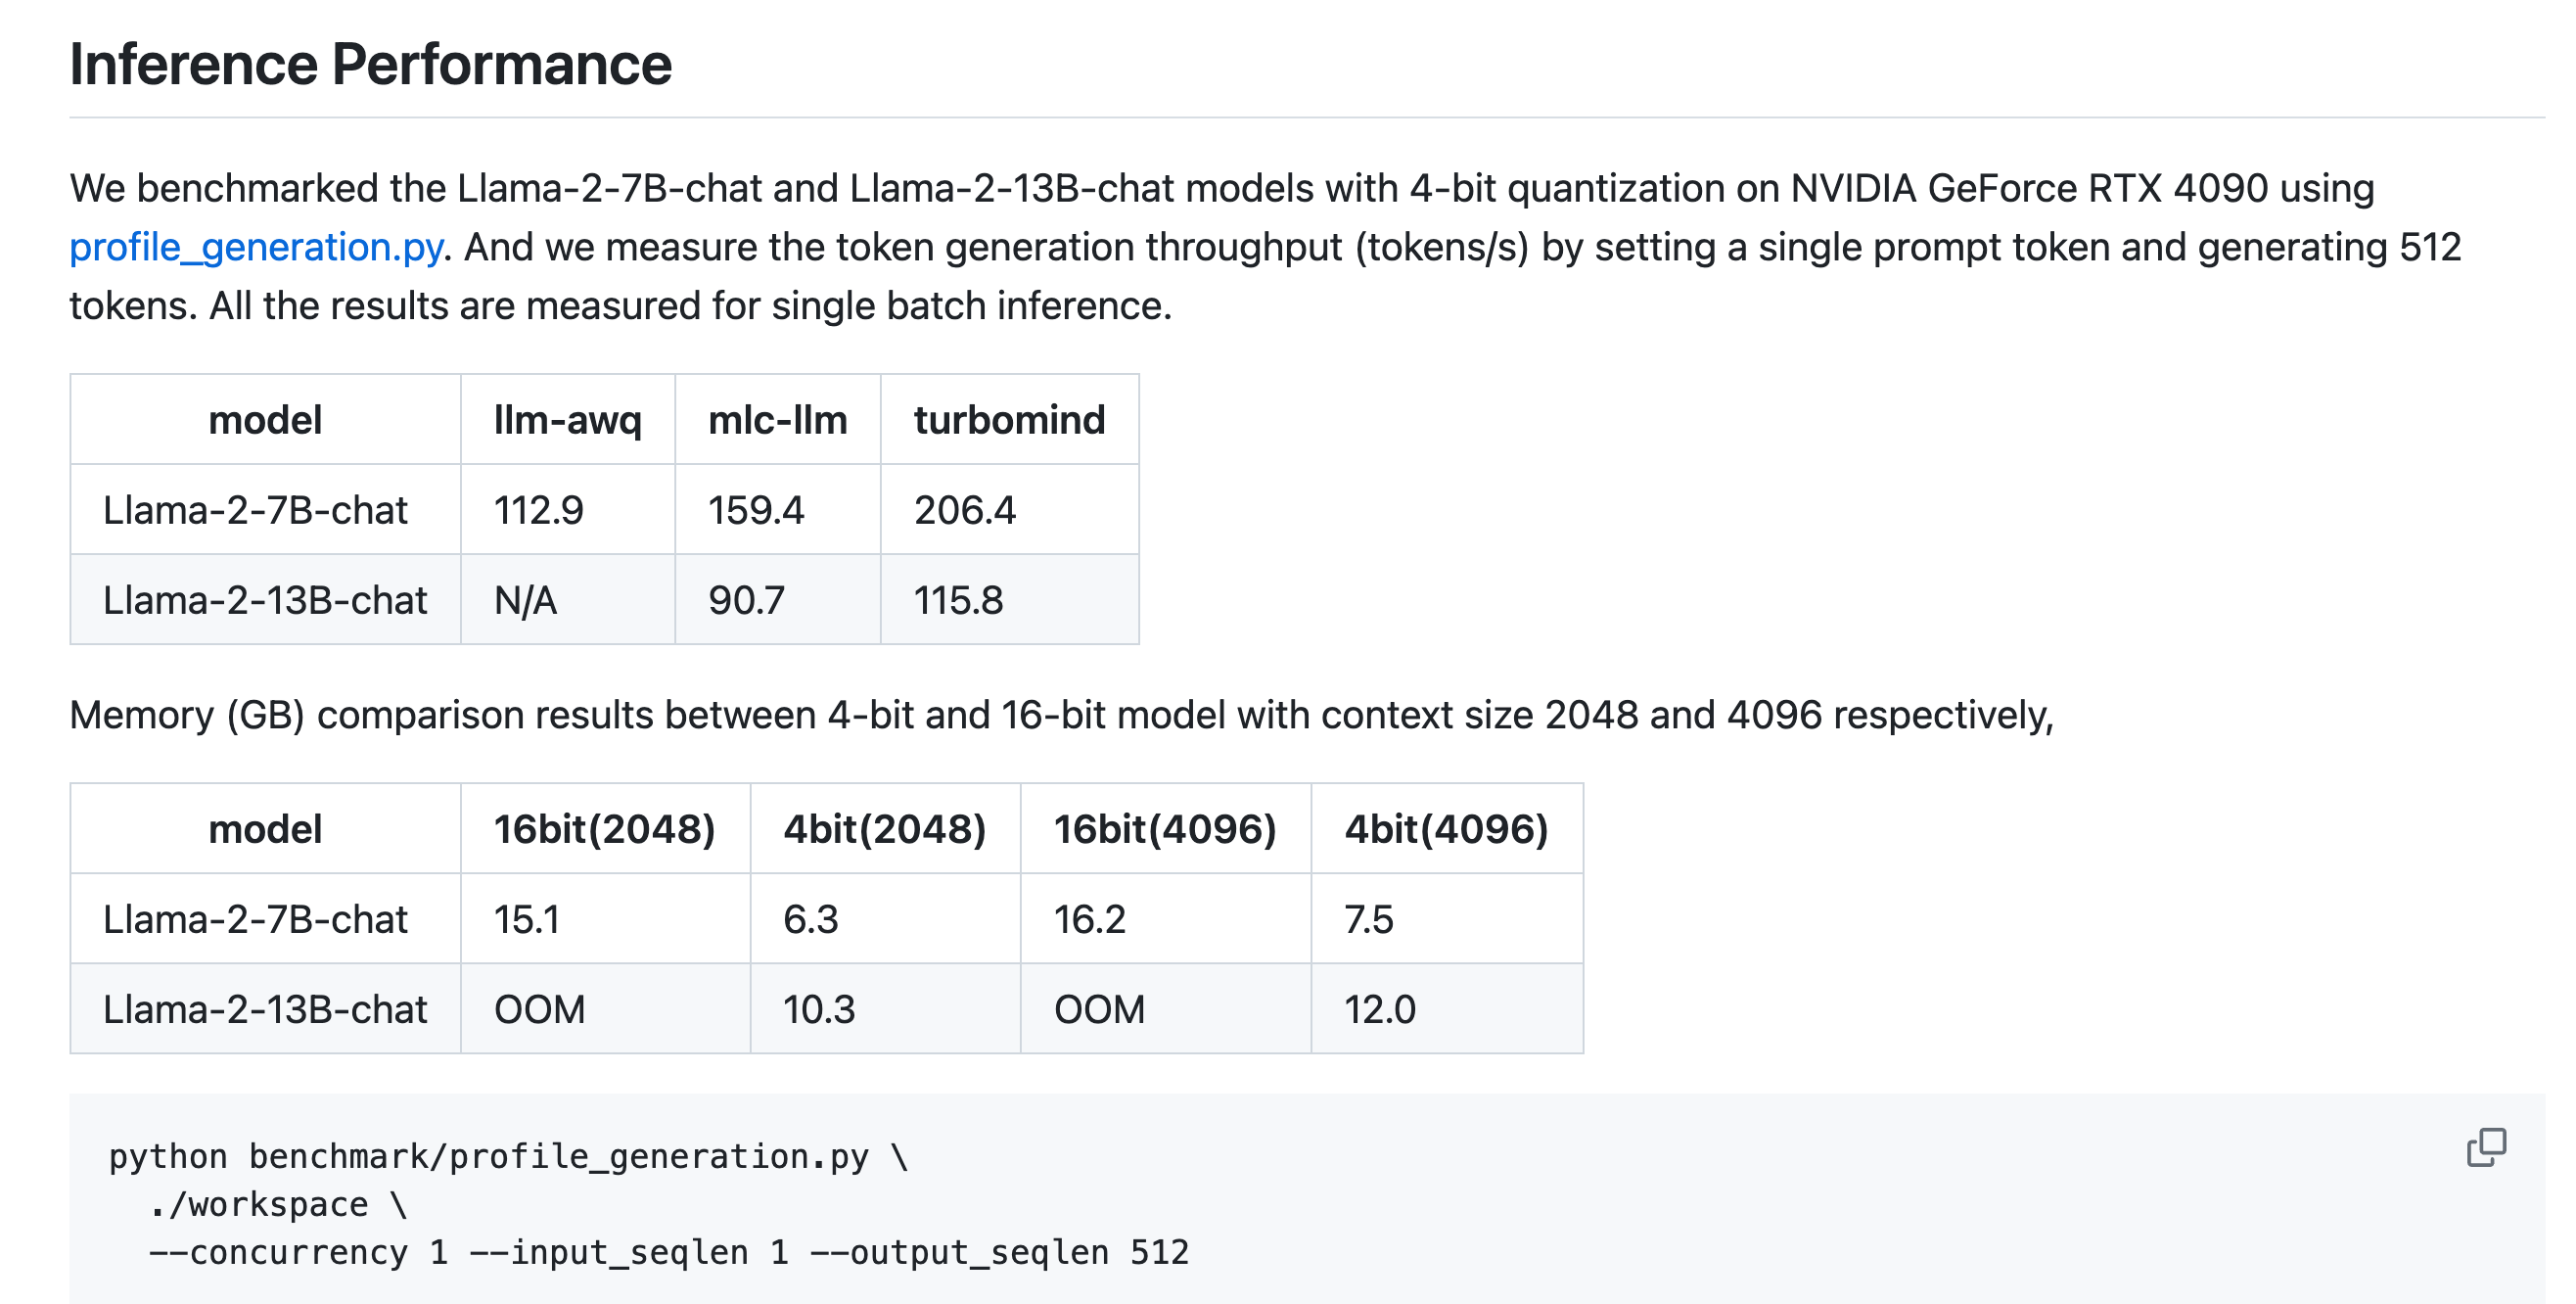 Inference Performance
We benchmarked the Llama-2-7B-chat and Llama-2-13B-chat models with 4-bit quantization on NVIDIA GeForce RTX 4090 using
profile_generation.py. And we measure the token generation throughput (tokens/s) by setting a single prompt token and generating 512
tokens. All the results are measured for single batch inference.
model llm-awq mlc-llm turbomind
Llama-2-7B-chat 112.9 159.4 206.4
Llama-2-13B-chat N/A 90.7 115.8
Memory (GB) comparison results between 4-bit and 16-bit model with context size 2048 and 4096 respectively,
model 16bit(2048) 4bit(2048) 16bit(4096) 4bit(4096)
Llama-2-7B-chat 15.1 6.3 16.2 7.5
Llama-2-13B-chat OOM 10.3 OOM 12.0
python benchmark/profile_generation.py \
  ./workspace \
  --concurrency 1 --input_seqlen 1 --output_seqlen 512